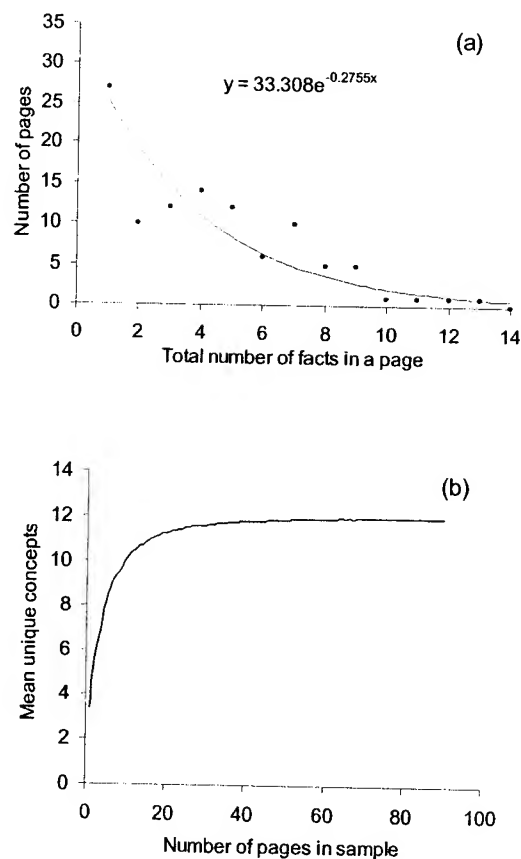 (a)
y = 33.308e^-0.2755x
Number of pages
35
30
25
20
15
10
5
0
0 2 4 6 8 10 12 14
Total number of facts in a page
(b)
Mean unique concepts
14
12
10
8
6
4
2
0
0 20 40 60 80 100
Number of pages in sample